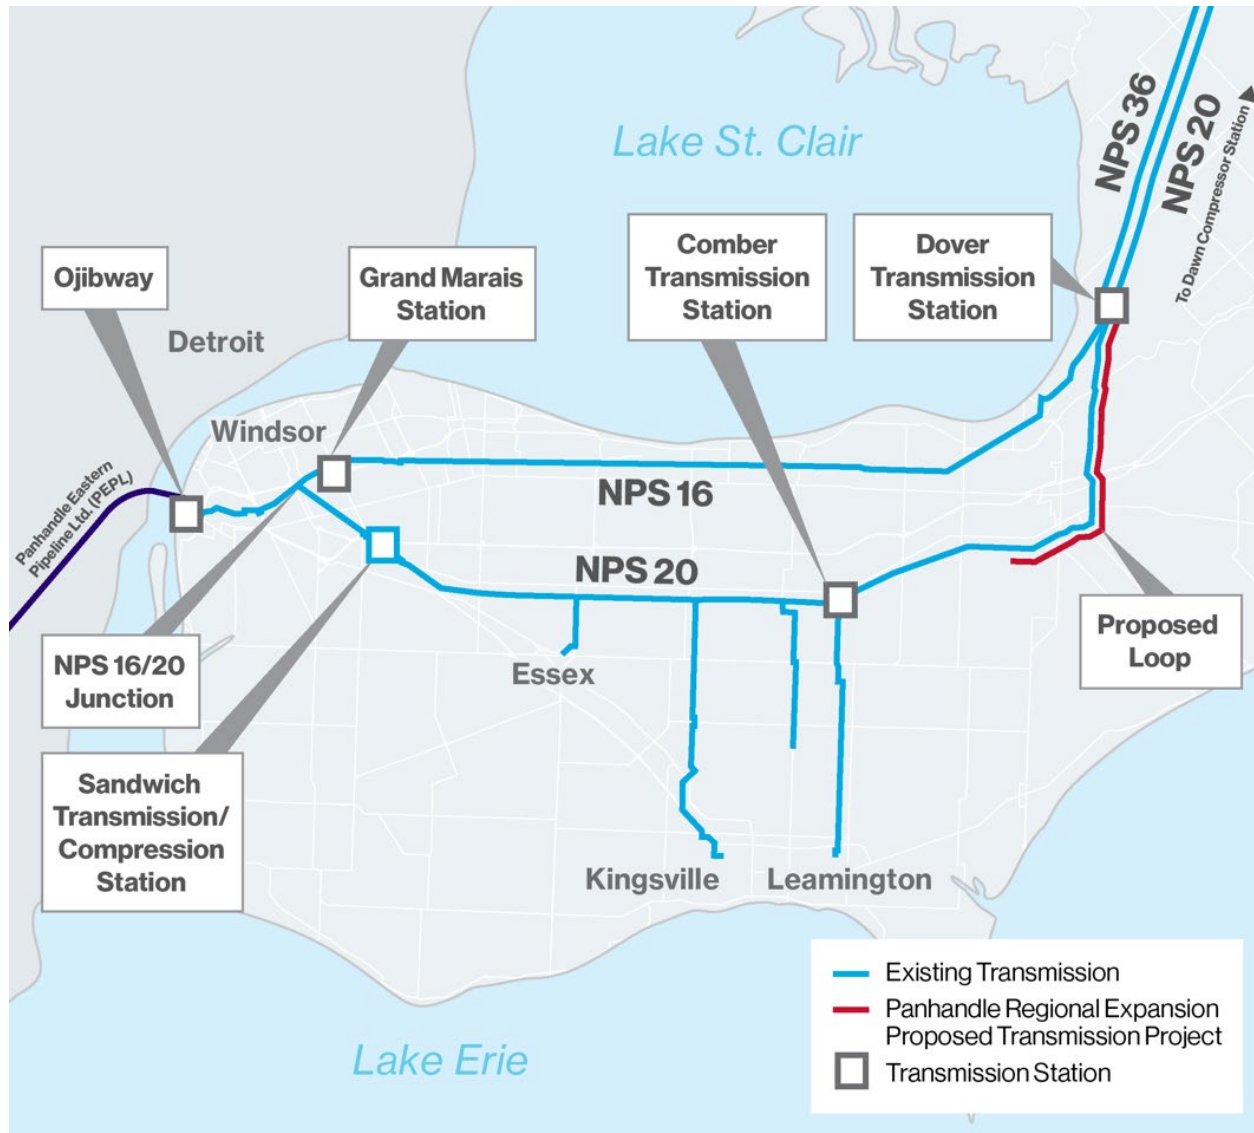 Lake St. Clair
NPS 36
NPS 20
To Dawn Compressor Station
Ojibway
Grand Marais
Station
Comber
Transmission
Station
Dover
Transmission
Station
Detroit
Windsor
Panhandle Eastern
Pipeline Ltd. (PEPL)
NPS 16
NPS 20
NPS 16/20
Junction
Essex
Proposed
Loop
Sandwich
Transmission/
Compression
Station
Kingsville
Leamington
Lake Erie
Existing Transmission
Panhandle Regional Expansion
Proposed Transmission Project
Transmission Station